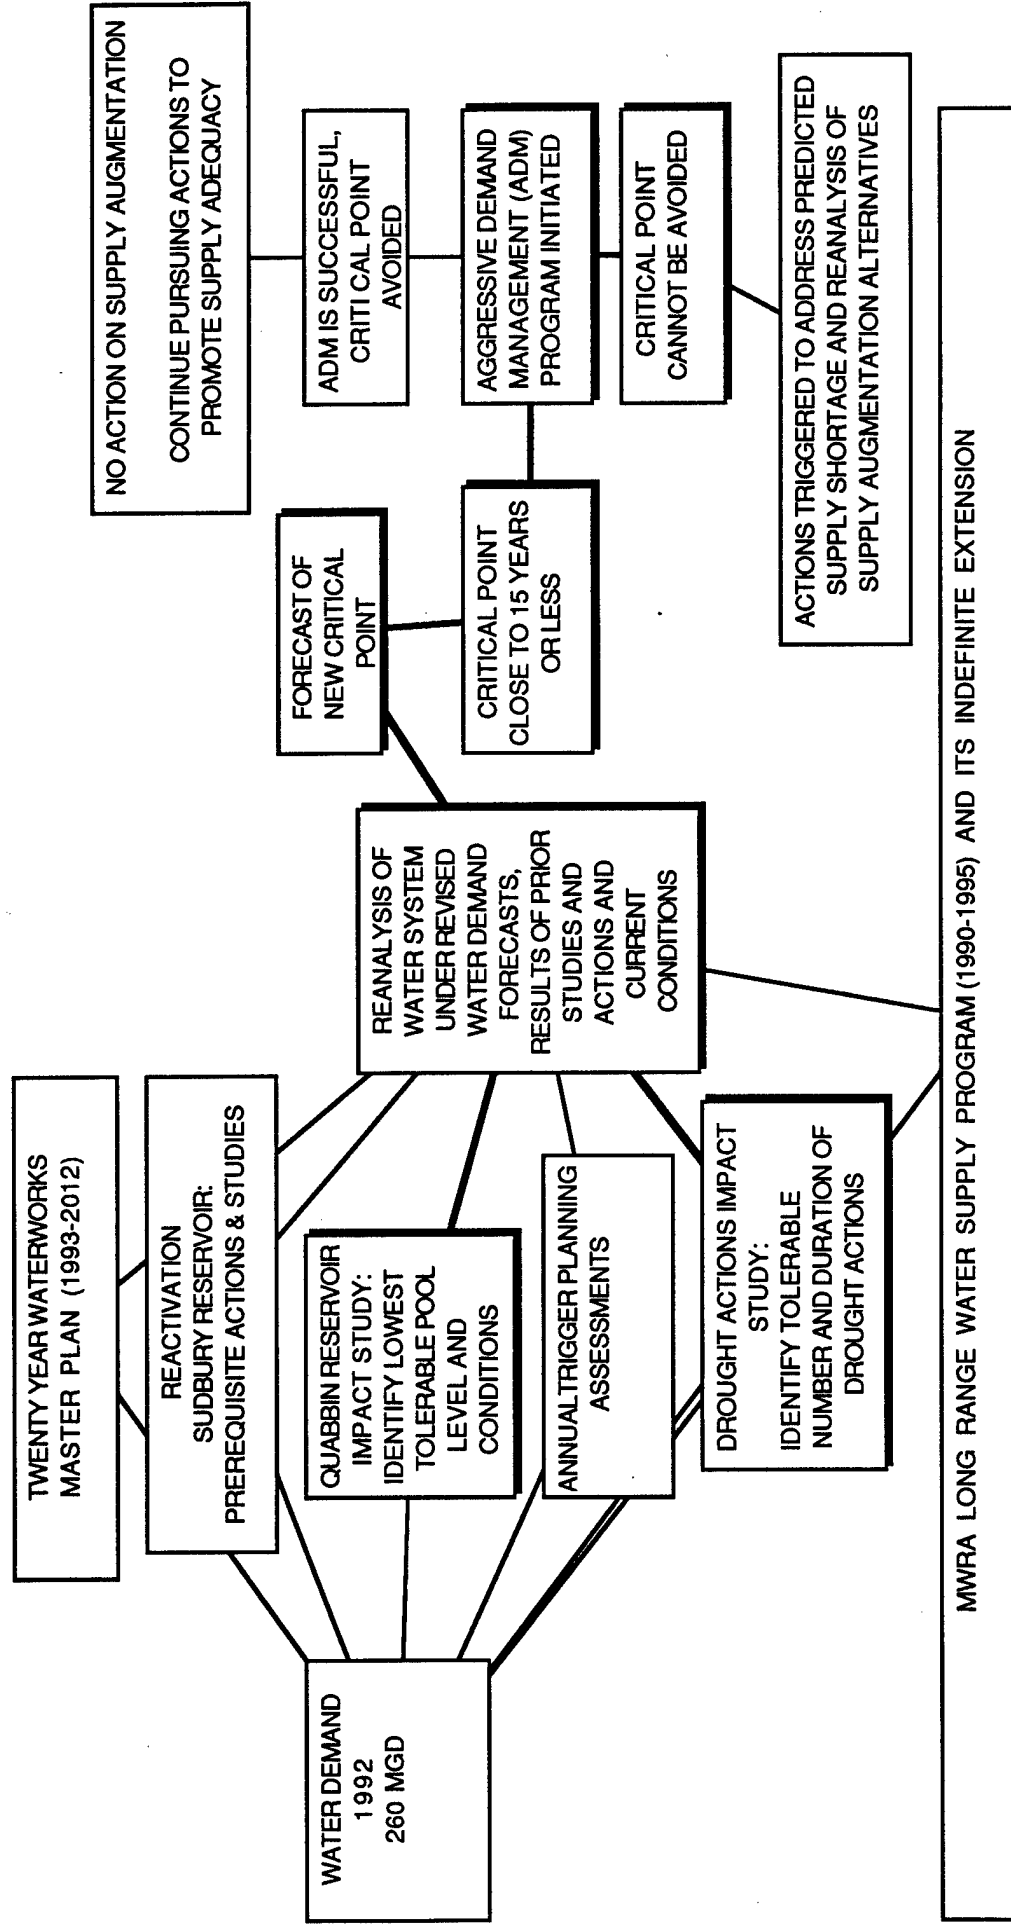 WATER DEMAND
1992
260 MGD
TWENTY YEAR WATERWORKS
MASTER PLAN (1993-2012)
REACTIVATION
SUDBURY RESERVOIR:
PREREQUISITE ACTIONS & STUDIES
QUABBIN RESERVOIR
IMPACT STUDY:
IDENTIFY LOWEST
TOLERABLE POOL
LEVEL AND
CONDITIONS
ANNUAL TRIGGER PLANNING
ASSESSMENTS
DROUGHT ACTIONS IMPACT
STUDY:
IDENTIFY TOLERABLE
NUMBER AND DURATION OF
DROUGHT ACTIONS
REANALYSIS OF
WATER SYSTEM
UNDER REVISED
WATER DEMAND
FORECASTS,
RESULTS OF PRIOR
STUDIES AND
ACTIONS AND
CURRENT
CONDITIONS
FORECAST OF
NEW CRITICAL
POINT
CRITICAL POINT
CLOSE TO 15 YEARS
OR LESS
NO ACTION ON SUPPLY AUGMENTATION
CONTINUE PURSUING ACTIONS TO
PROMOTE SUPPLY ADEQUACY
ADM IS SUCCESSFUL,
CRITI CAL POINT
AVOIDED
AGGRESSIVE DEMAND
MANAGEMENT (ADM)
PROGRAM INITIATED
CRITICAL POINT
CANNOT BE AVOIDED
ACTIONS TRIGGERED TO ADDRESS PREDICTED
SUPPLY SHORTAGE AND REANALYSIS OF
SUPPLY AUGMENTATION ALTERNATIVES
MWRA LONG RANGE WATER SUPPLY PROGRAM (1990-1995) AND ITS INDEFINITE EXTENSION